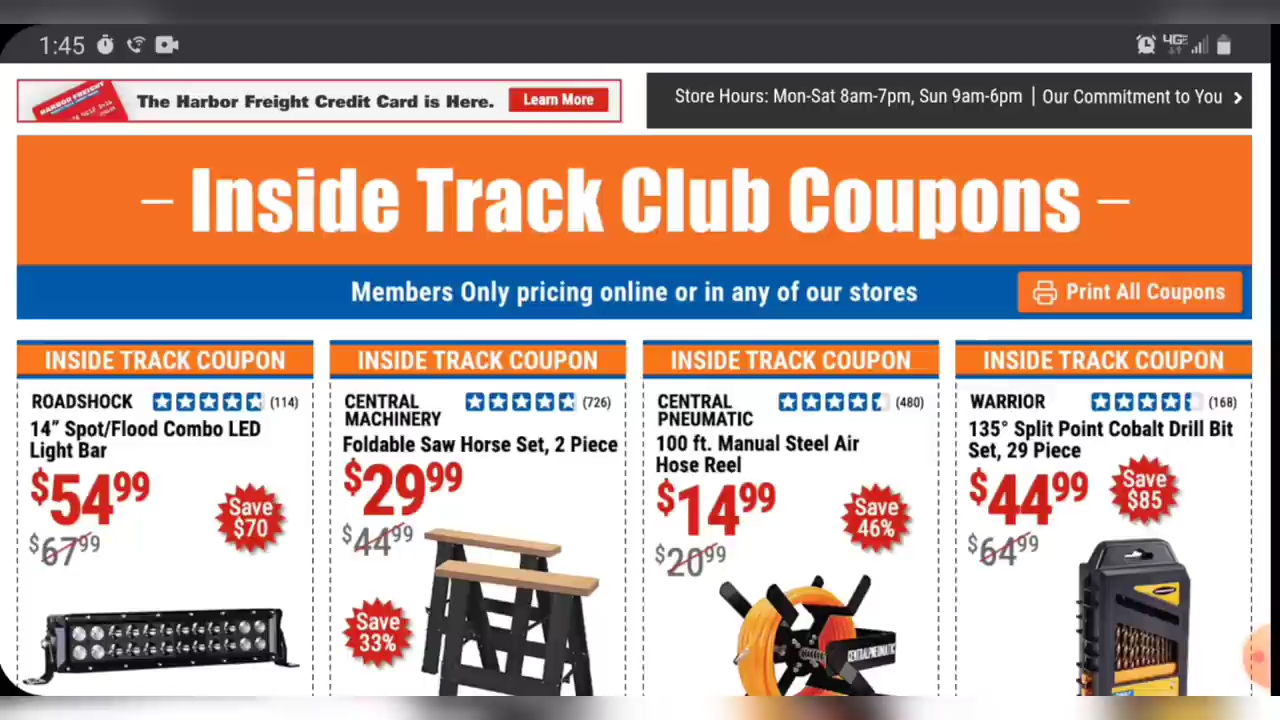 1:45
4GE
HARBOR FREIGHT
The Harbor Freight Credit Card is Here.
Learn More
Store Hours: Mon-Sat 8am-7pm, Sun 9am-6pm | Our Commitment to You
– Inside Track Club Coupons –
Members Only pricing online or in any of our stores
Print All Coupons
INSIDE TRACK COUPON
ROADSHOCK (114)
14” Spot/Flood Combo LED
Light Bar
$54 99
$67 99
Save
$70
INSIDE TRACK COUPON
CENTRAL
MACHINERY (726)
Foldable Saw Horse Set, 2 Piece
$29 99
$44 99
Save
33%
INSIDE TRACK COUPON
CENTRAL
PNEUMATIC (480)
100 ft. Manual Steel Air
Hose Reel
$14 99
$20 99
Save
46%
CENTRALPNEUMATIC
INSIDE TRACK COUPON
WARRIOR (168)
135° Split Point Cobalt Drill Bit
Set, 29 Piece
$44 99
$64 99
Save
$85